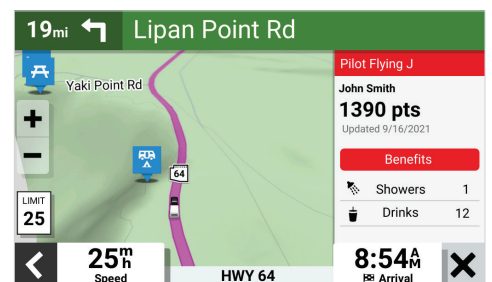 19mi Lipan Point Rd
Pilot Flying J
Yaki Point Rd
John Smith
1390 pts
Updated 9/16/2021
+
Benefits
−
64
Showers 1
LIMIT
25
Drinks 12
25mh
Speed
HWY 64
8:54AM
Arrival